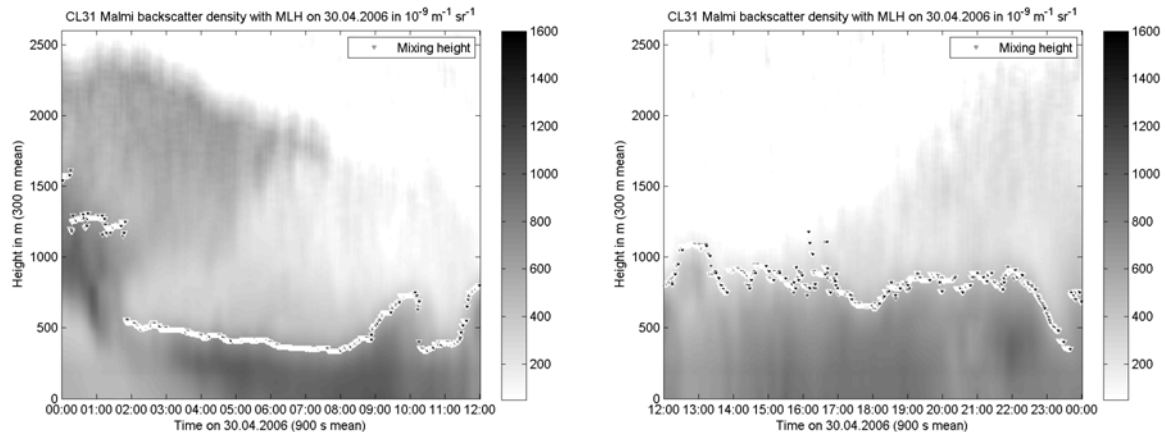 CL31 Malmi backscatter density with MLH on 30.04.2006 in 10⁻⁹ m⁻¹ sr⁻¹
Mixing height
2500
2000
1500
1000
500
0
Height in m (300 m mean)
00:00 01:00 02:00 03:00 04:00 05:00 06:00 07:00 08:00 09:00 10:00 11:00 12:00
Time on 30.04.2006 (900 s mean)
1600
1400
1200
1000
800
600
400
200
CL31 Malmi backscatter density with MLH on 30.04.2006 in 10⁻⁹ m⁻¹ sr⁻¹
Mixing height
2500
2000
1500
1000
500
0
Height in m (300 m mean)
12:00 13:00 14:00 15:00 16:00 17:00 18:00 19:00 20:00 21:00 22:00 23:00 00:00
Time on 30.04.2006 (900 s mean)
1600
1400
1200
1000
800
600
400
200